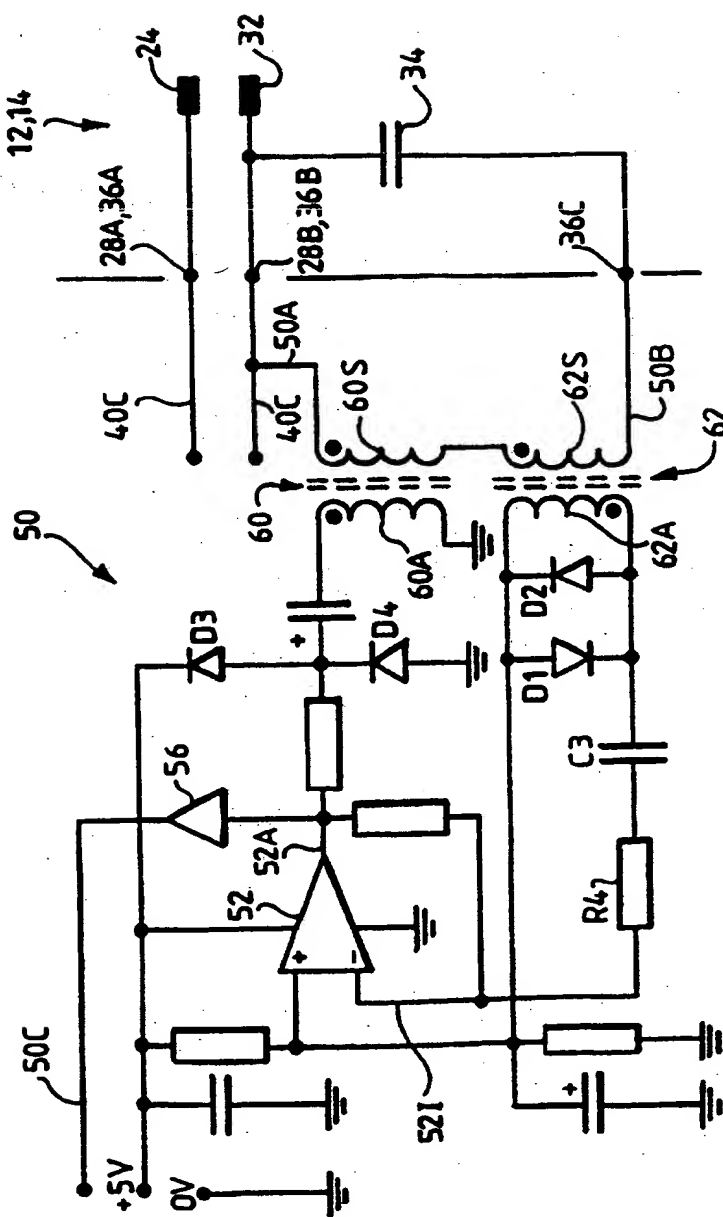 12,14
24
32
34
28A,36A
28B,36B
36C
40C
40C
50A
60S
62S
50B
50
60
60A
62A
62
D3
D4
D2
D1
56
C3
52A
52
R4
+
+
-
50C
52I
+
+5V
0V